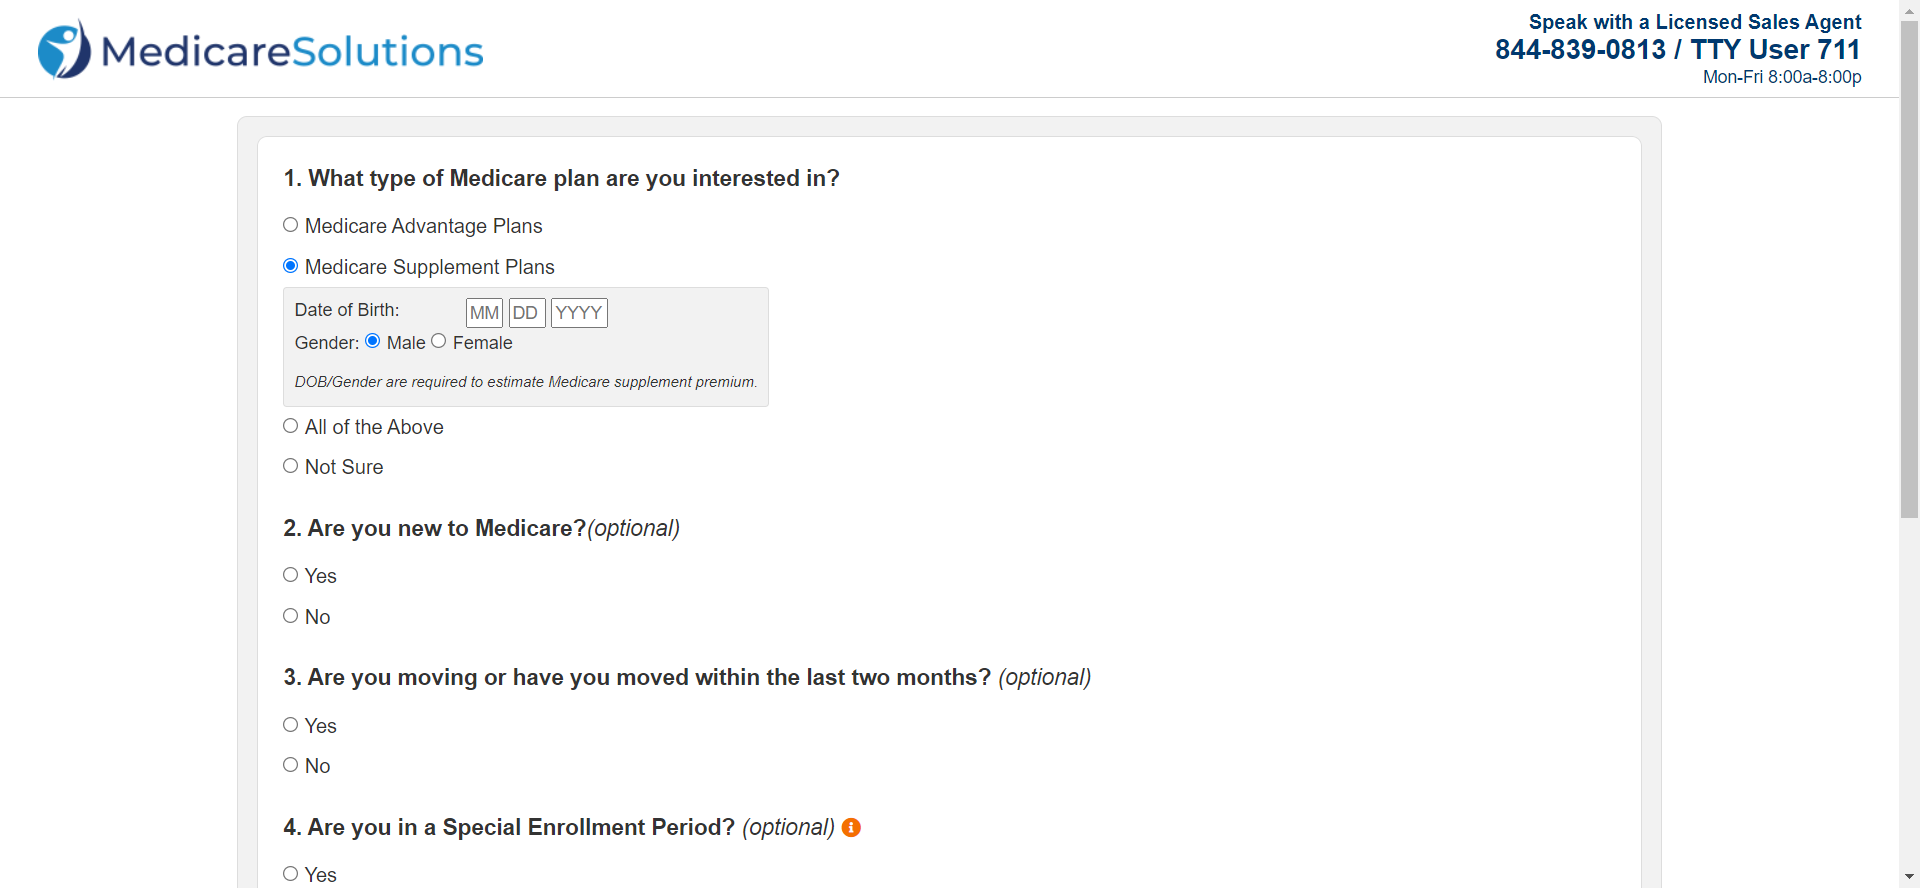 MedicareSolutions
Speak with a Licensed Sales Agent
844-839-0813 / TTY User 711
Mon-Fri 8:00a-8:00p
1. What type of Medicare plan are you interested in?
Medicare Advantage Plans
Medicare Supplement Plans
Date of Birth: MM DD YYYY
Gender: Male Female
DOB/Gender are required to estimate Medicare supplement premium.
All of the Above
Not Sure
2. Are you new to Medicare?(optional)
Yes
No
3. Are you moving or have you moved within the last two months? (optional)
Yes
No
4. Are you in a Special Enrollment Period? (optional)
Yes